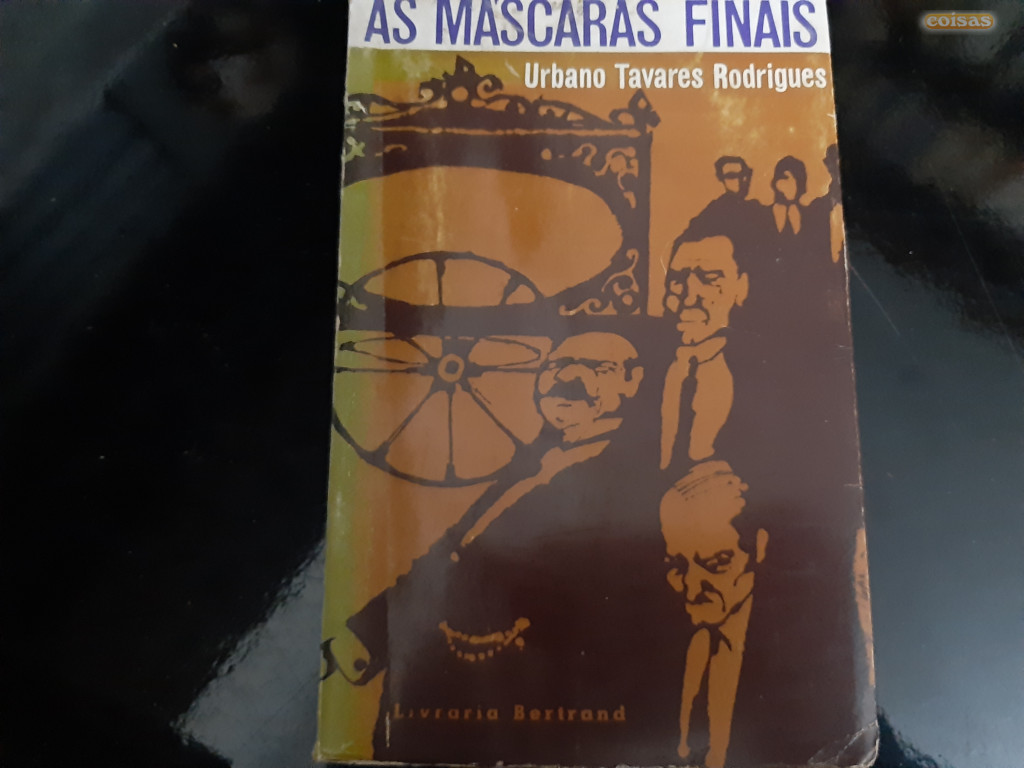 coisas
AS MÁSCARAS FINAIS
Urbano Tavares Rodrigues
Livraria Bertrand